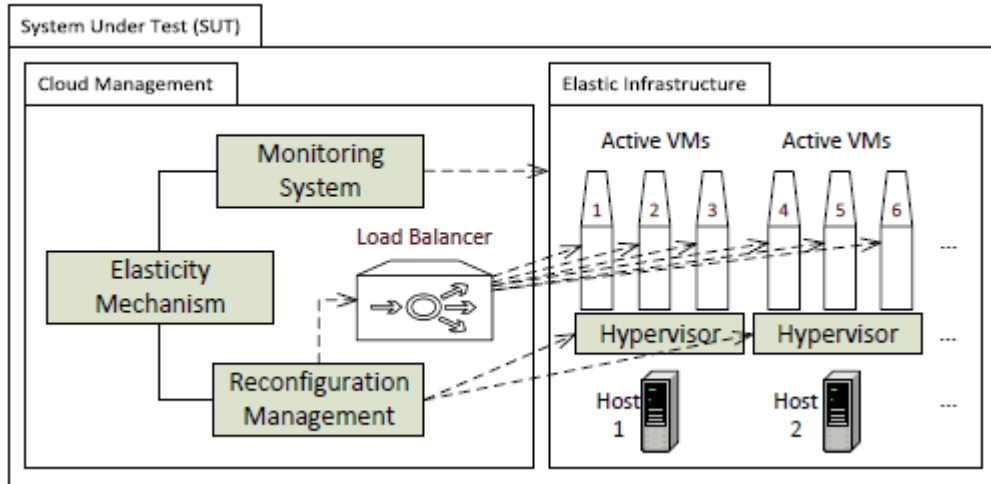 System Under Test (SUT)
Cloud Management
Elastic Infrastructure
Monitoring
System
Active VMs
Active VMs
1
2
3
4
5
6
Load Balancer
Elasticity
Mechanism
...
Hypervisor
Hypervisor
...
Reconfiguration
Management
Host
1
Host
2
...